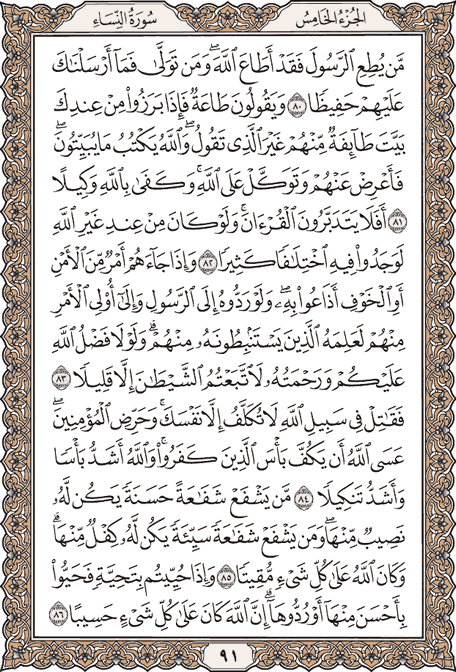 الجُزْءُ الخَامِسُ سُورَةُ النِّسَاءِ
مَّن يُطِعِ ٱلرَّسُولَ فَقَدۡ أَطَاعَ ٱللَّهَۖ وَمَن تَوَلَّىٰ فَمَآ أَرۡسَلۡنَٰكَ
عَلَيۡهِمۡ حَفِيظٗا ٨٠ وَيَقُولُونَ طَاعَةٞ فَإِذَا بَرَزُواْ مِنۡ عِندِكَ
بَيَّتَ طَآئِفَةٞ مِّنۡهُمۡ غَيۡرَ ٱلَّذِي تَقُولُۖ وَٱللَّهُ يَكۡتُبُ مَا يُبَيِّتُونَۖ
فَأَعۡرِضۡ عَنۡهُمۡ وَتَوَكَّلۡ عَلَى ٱللَّهِۚ وَكَفَىٰ بِٱللَّهِ وَكِيلًا
٨١ أَفَلَا يَتَدَبَّرُونَ ٱلۡقُرۡءَانَۚ وَلَوۡ كَانَ مِنۡ عِندِ غَيۡرِ ٱللَّهِ
لَوَجَدُواْ فِيهِ ٱخۡتِلَٰفٗا كَثِيرٗا ٨٢ وَإِذَا جَآءَهُمۡ أَمۡرٞ مِّنَ ٱلۡأَمۡنِ
أَوِ ٱلۡخَوۡفِ أَذَاعُواْ بِهِۦۖ وَلَوۡ رَدُّوهُ إِلَى ٱلرَّسُولِ وَإِلَىٰٓ أُوْلِي ٱلۡأَمۡرِ
مِنۡهُمۡ لَعَلِمَهُ ٱلَّذِينَ يَسۡتَنۢبِطُونَهُۥ مِنۡهُمۡۗ وَلَوۡلَا فَضۡلُ ٱللَّهِ
عَلَيۡكُمۡ وَرَحۡمَتُهُۥ لَٱتَّبَعۡتُمُ ٱلشَّيۡطَٰنَ إِلَّا قَلِيلٗا ٨٣
فَقَٰتِلۡ فِي سَبِيلِ ٱللَّهِ لَا تُكَلَّفُ إِلَّا نَفۡسَكَۚ وَحَرِّضِ ٱلۡمُؤۡمِنِينَۖ
عَسَى ٱللَّهُ أَن يَكُفَّ بَأۡسَ ٱلَّذِينَ كَفَرُواْۚ وَٱللَّهُ أَشَدُّ بَأۡسٗا
وَأَشَدُّ تَنكِيلٗا ٨٤ مَّن يَشۡفَعۡ شَفَٰعَةً حَسَنَةٗ يَكُن لَّهُۥ
نَصِيبٞ مِّنۡهَاۖ وَمَن يَشۡفَعۡ شَفَٰعَةٗ سَيِّئَةٗ يَكُن لَّهُۥ كِفۡلٞ مِّنۡهَاۗ
وَكَانَ ٱللَّهُ عَلَىٰ كُلِّ شَيۡءٖ مُّقِيتٗا ٨٥ وَإِذَا حُيِّيتُم بِتَحِيَّةٖ فَحَيُّواْ
بِأَحۡسَنَ مِنۡهَآ أَوۡ رُدُّوهَآۗ إِنَّ ٱللَّهَ كَانَ عَلَىٰ كُلِّ شَيۡءٍ حَسِيبًا ٨٦
٩١